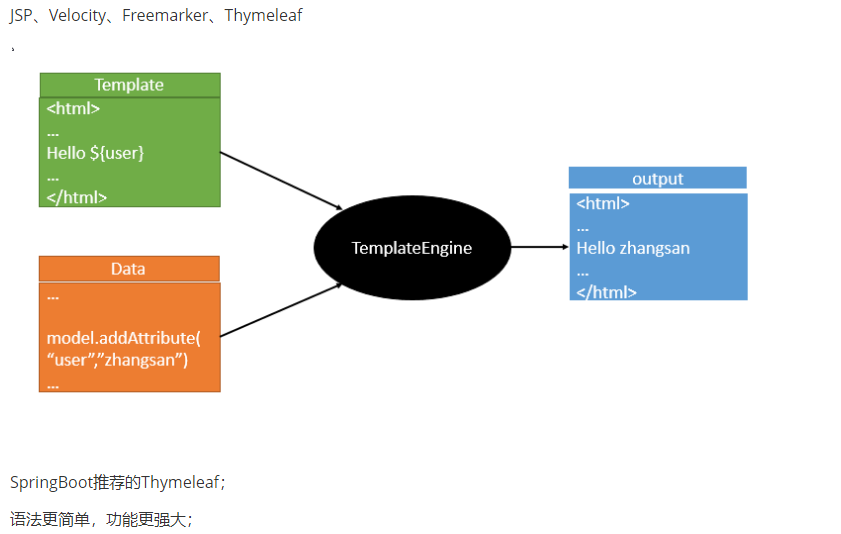 JSP、Velocity、Freemarker、Thymeleaf
¸
Template
<html>
...
Hello ${user}
...
</html>
Data
...
model.addAttribute(
“user”,”zhangsan”)
...
TemplateEngine
output
<html>
...
Hello zhangsan
...
</html>
SpringBoot推荐的Thymeleaf；
语法更简单，功能更强大；